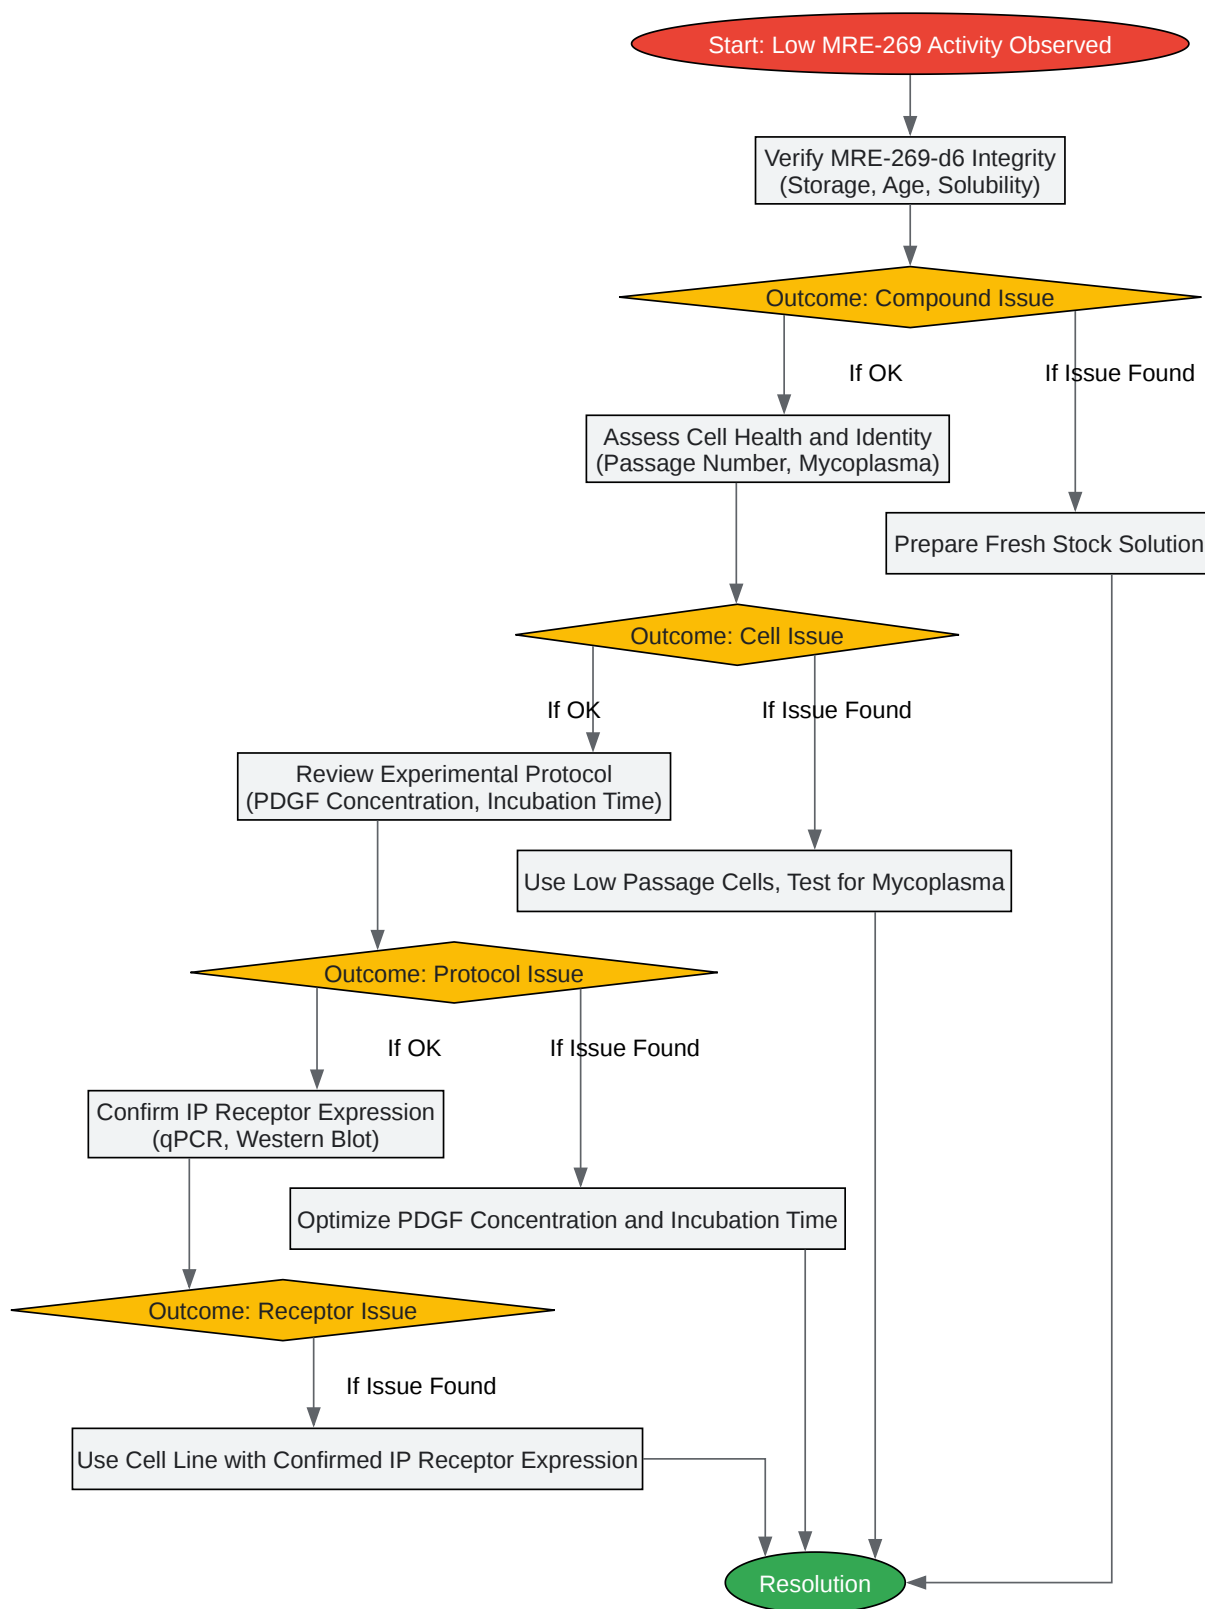 Start: Low MRE-269 Activity Observed
Verify MRE-269-d6 Integrity
(Storage, Age, Solubility)
Outcome: Compound Issue
If OK
If Issue Found
Assess Cell Health and Identity
(Passage Number, Mycoplasma)
Prepare Fresh Stock Solution
Outcome: Cell Issue
If OK
If Issue Found
Review Experimental Protocol
(PDGF Concentration, Incubation Time)
Use Low Passage Cells, Test for Mycoplasma
Outcome: Protocol Issue
If OK
If Issue Found
Confirm IP Receptor Expression
(qPCR, Western Blot)
Optimize PDGF Concentration and Incubation Time
Outcome: Receptor Issue
If Issue Found
Use Cell Line with Confirmed IP Receptor Expression
Resolution